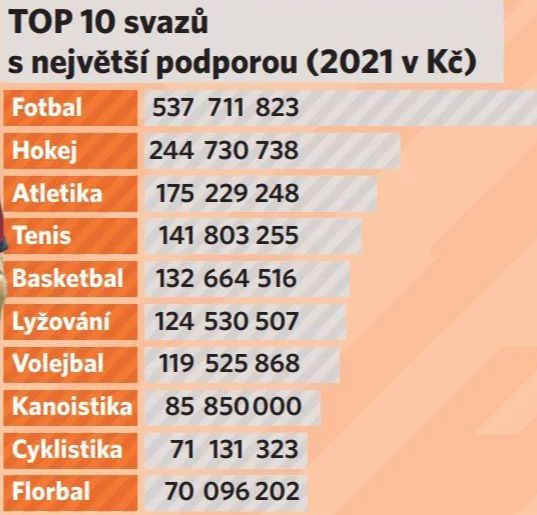 TOP 10 svazů
s největší podporou (2021 v Kč)
Fotbal 537 711 823
Hokej 244 730 738
Atletika 175 229 248
Tenis 141 803 255
Basketbal 132 664 516
Lyžování 124 530 507
Volejbal 119 525 868
Kanoistika 85 850 000
Cyklistika 71 131 323
Florbal 70 096 202